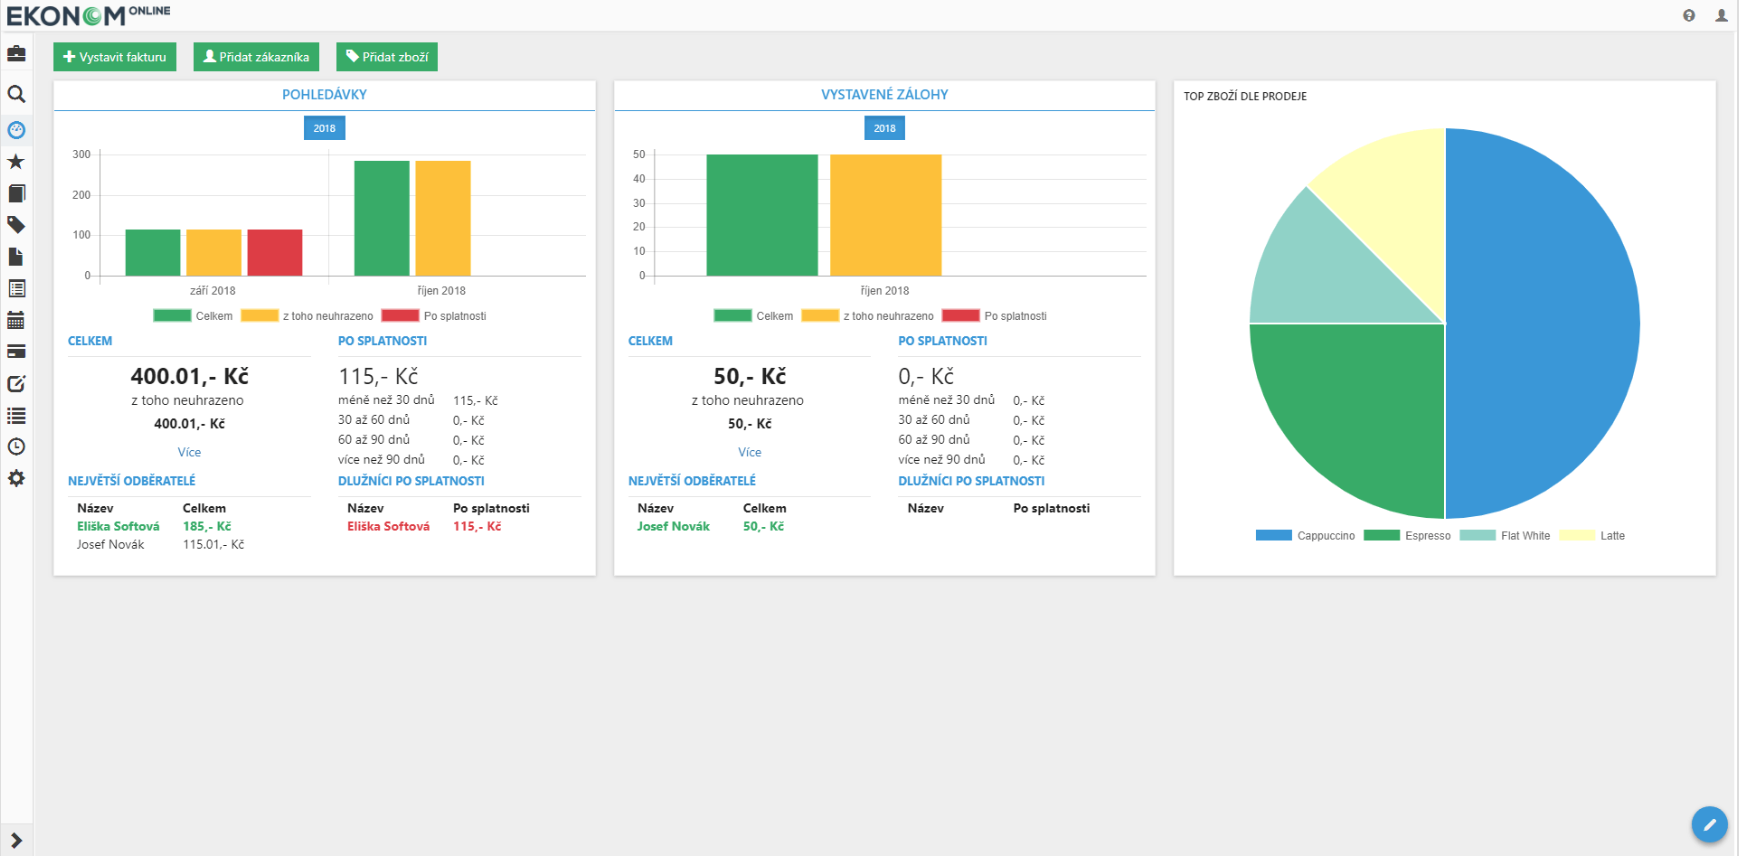 EKONOM ONLINE
Vystavit fakturu
Přidat zákazníka
Přidat zboží
POHLEDÁVKY
2018
300
200
100
0
září 2018
říjen 2018
Celkem
z toho neuhrazeno
Po splatnosti
CELKEM
400.01,- Kč
z toho neuhrazeno
400.01,- Kč
Více
PO SPLATNOSTI
115,- Kč
méně než 30 dnů 115,- Kč
30 až 60 dnů 0,- Kč
60 až 90 dnů 0,- Kč
více než 90 dnů 0,- Kč
NEJVĚTŠÍ ODBĚRATELÉ
Název Celkem
Eliška Softová 185,- Kč
Josef Novák 115.01,- Kč
DLUŽNÍCI PO SPLATNOSTI
Název Po splatnosti
Eliška Softová 115,- Kč
VYSTAVENÉ ZÁLOHY
2018
50
40
30
20
10
0
říjen 2018
Celkem
z toho neuhrazeno
Po splatnosti
CELKEM
50,- Kč
z toho neuhrazeno
50,- Kč
Více
PO SPLATNOSTI
0,- Kč
méně než 30 dnů 0,- Kč
30 až 60 dnů 0,- Kč
60 až 90 dnů 0,- Kč
více než 90 dnů 0,- Kč
NEJVĚTŠÍ ODBĚRATELÉ
Název Celkem
Josef Novák 50,- Kč
DLUŽNÍCI PO SPLATNOSTI
Název Po splatnosti
TOP ZBOŽÍ DLE PRODEJE
Cappuccino
Espresso
Flat White
Latte